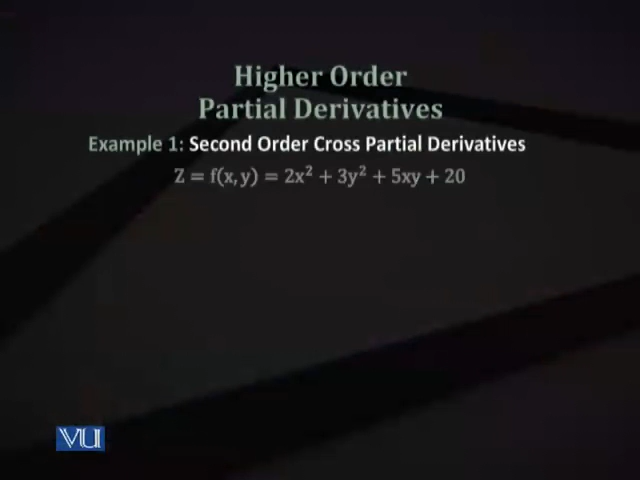 Higher Order
Partial Derivatives
Example 1: Second Order Cross Partial Derivatives
Z = f(x, y) = 2x² + 3y² + 5xy + 20
VU